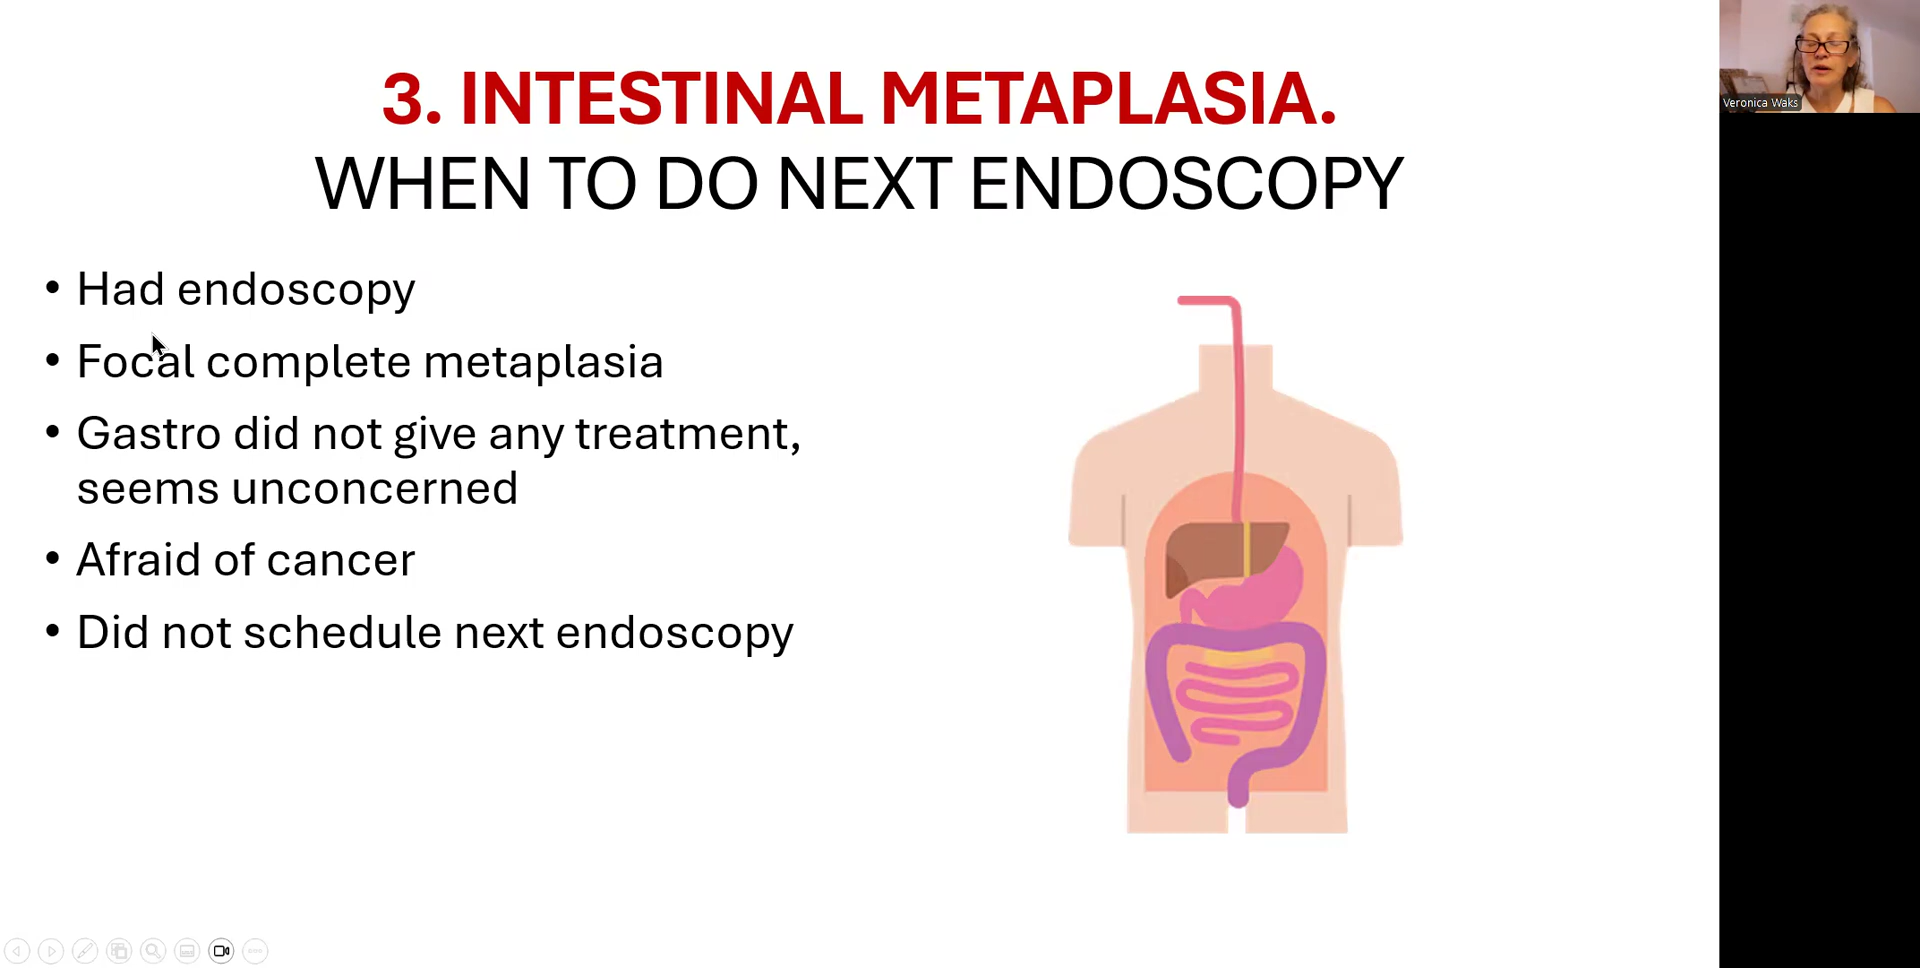 3. INTESTINAL METAPLASIA.
WHEN TO DO NEXT ENDOSCOPY
• Had endoscopy
• Focal complete metaplasia
• Gastro did not give any treatment,
seems unconcerned
• Afraid of cancer
• Did not schedule next endoscopy
Veronica Waks